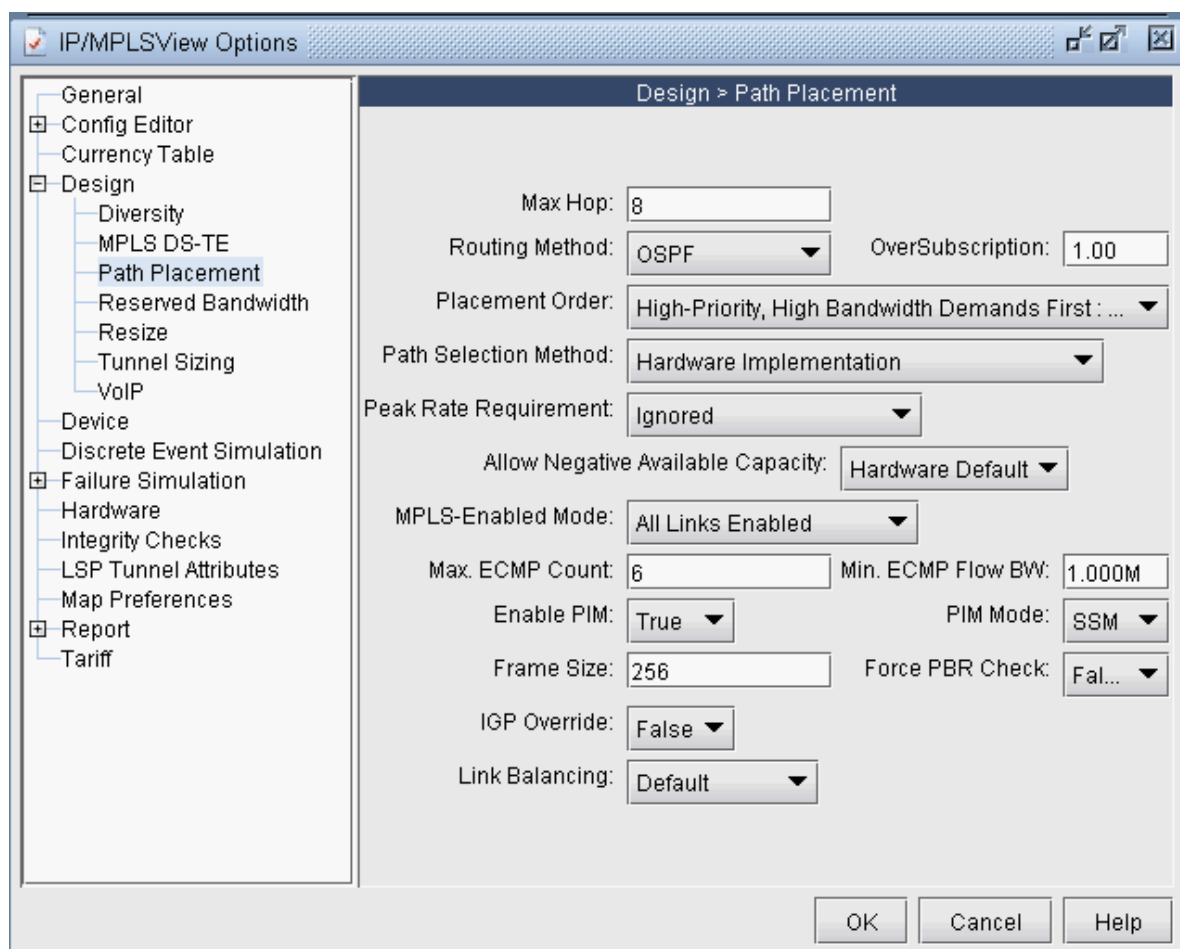 IP/MPLSView Options
General
Config Editor
Currency Table
Design
Diversity
MPLS DS-TE
Path Placement
Reserved Bandwidth
Resize
Tunnel Sizing
VoIP
Device
Discrete Event Simulation
Failure Simulation
Hardware
Integrity Checks
LSP Tunnel Attributes
Map Preferences
Report
Tariff
Design > Path Placement
Max Hop: 8
Routing Method: OSPF OverSubscription: 1.00
Placement Order: High-Priority, High Bandwidth Demands First : ...
Path Selection Method: Hardware Implementation
Peak Rate Requirement: Ignored
Allow Negative Available Capacity: Hardware Default
MPLS-Enabled Mode: All Links Enabled
Max. ECMP Count: 6 Min. ECMP Flow BW: 1.000M
Enable PIM: True PIM Mode: SSM
Frame Size: 256 Force PBR Check: Fal...
IGP Override: False
Link Balancing: Default
OK Cancel Help